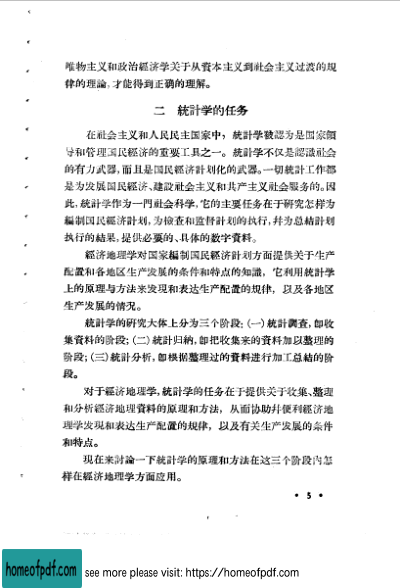 唯物主义和政治經济学关于从資本主义到社会主义过渡的規
律的理論，才能得到正确的理解。
二 統計学的任务
在社会主义和人民民主国家中，統計学被認为是国家領
导和管理国民經济的重要工具之一。統計学不仅是認識社会
的有力武器，而且是国民經济計划化的武器。一切統計工作都
是为发展国民經济、建設社会主义和共产主义社会服务的。因
此，統計学作为一門社会科学，它的主要任务在于研究怎样为
編制国民經济計划，为檢查和监督計划的执行，幷为总結計划
执行的結果，提供必要的、具体的数字資料。
經济地理学对国家編制国民經济計划方面提供关于生产
配置和各地区生产发展的条件和特点的知識，它利用統計学
上的原理与方法来发現和表达生产配置的規律，以及各地区
生产发展的情况。
統計学的研究大体上分为三个阶段：（一）統計調查，卽收
集資料的阶段；（二）統計归納，卽把收集来的資料加以整理的
阶段；（三）統計分析，卽根据整理过的資料进行加工总結的阶
段。
对于經济地理学，統計学的任务在于提供关于收集、整理
和分析經济地理資料的原理和方法，从而协助幷便利經济地
理学发現和表达生产配置的規律，以及有关生产发展的条件
和特点。
現在来討論一下統計学的原理和方法在这三个阶段內怎
样在經济地理学方面应用。
• 5 •
homeofpdf.com
see more please visit: https://homeofpdf.com